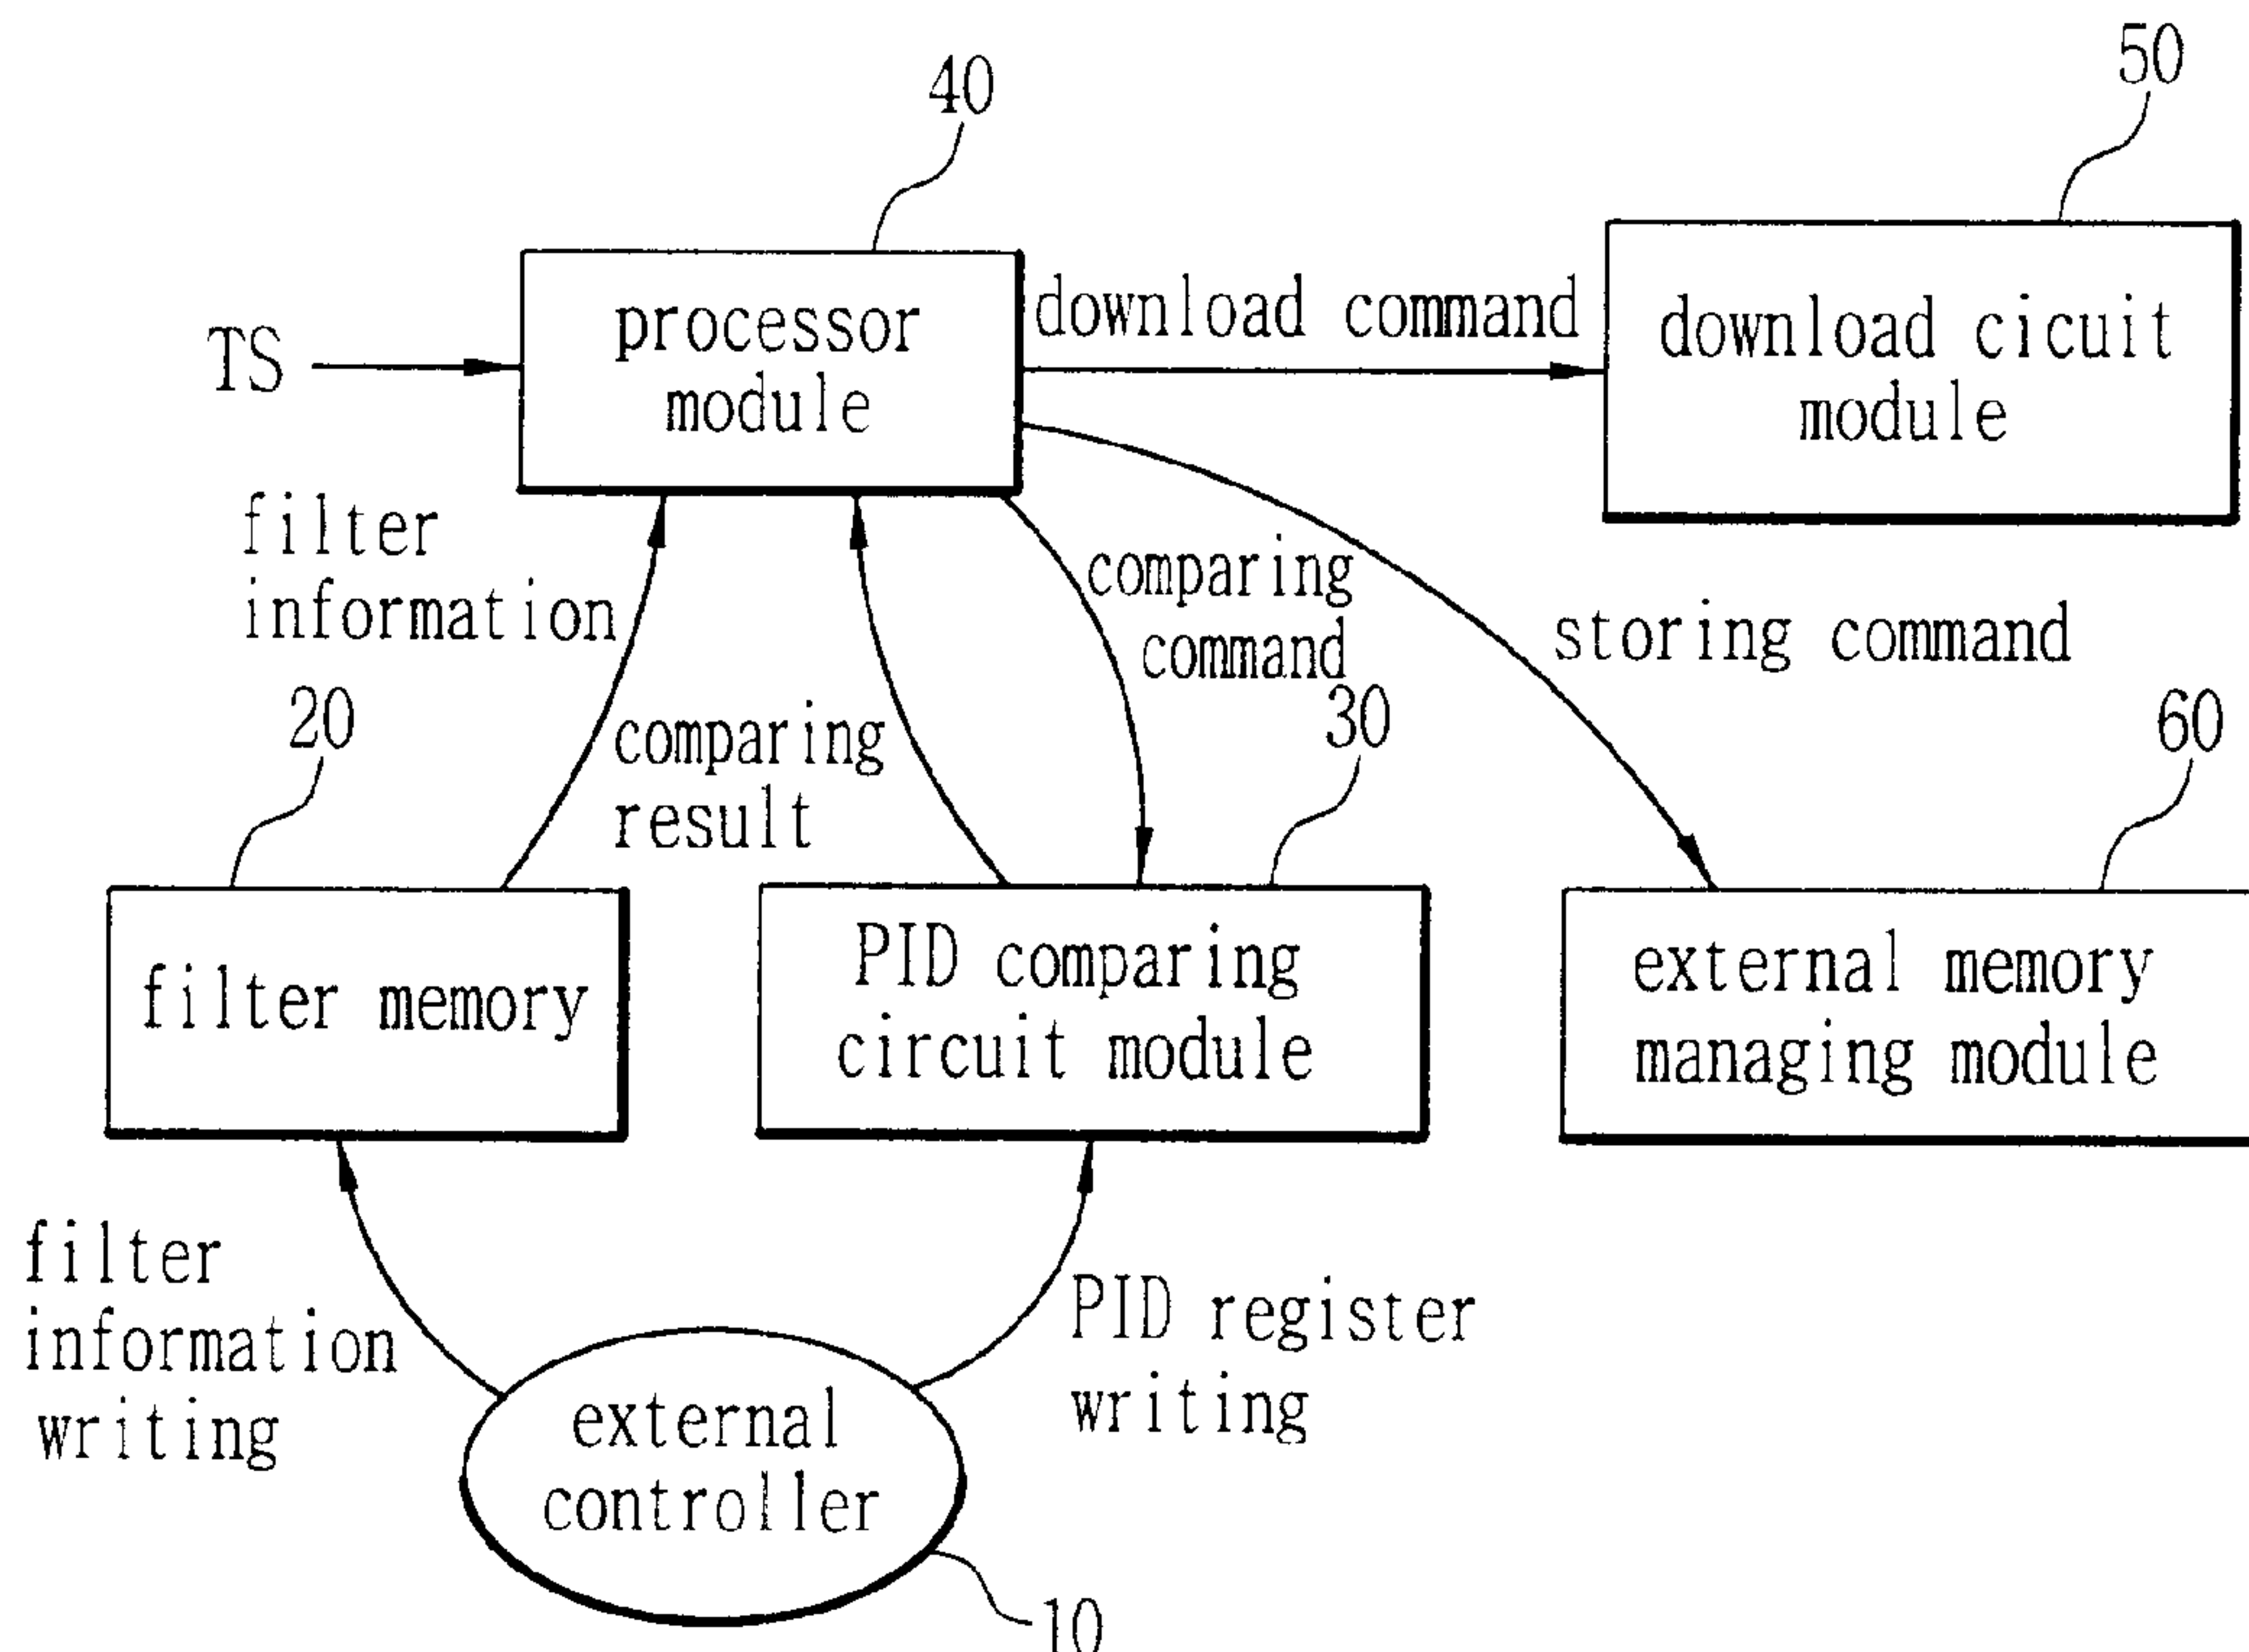 50
40
processor
module
download command
download cicuit
module
TS
filter
information
comparing
command
storing command
20
comparing
result
30
60
filter memory
PID comparing
circuit module
external memory
managing module
filter
information
writing
PID register
writing
external
controller
10